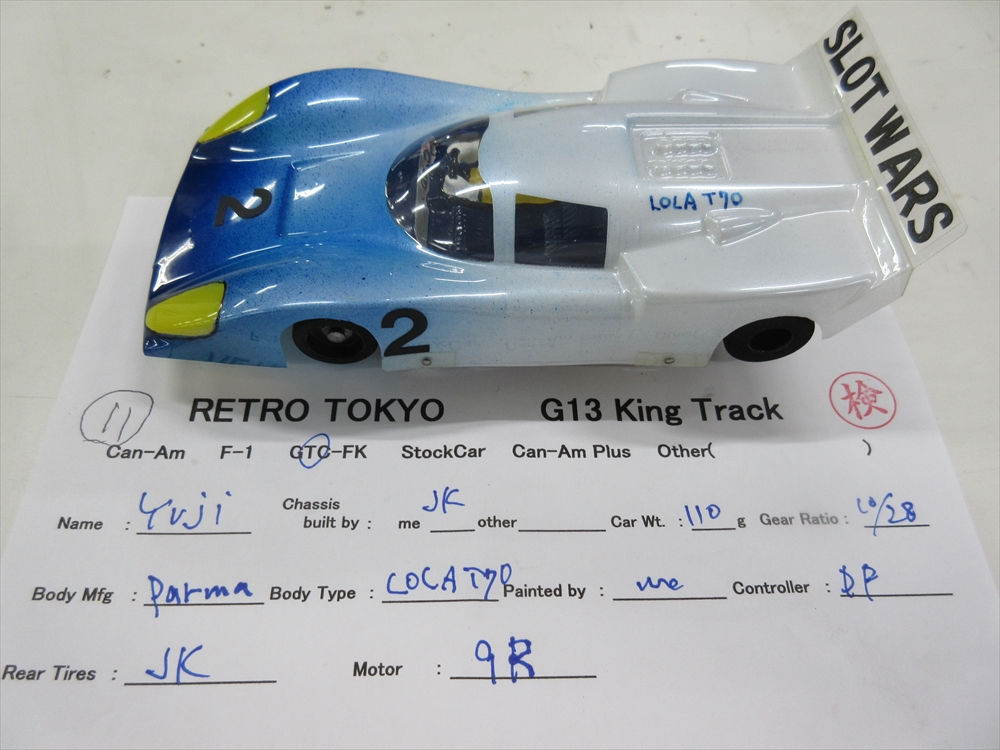 SLOT WARS
2
LOLA T70
2
11
RETRO TOKYO G13 King Track 検
Can-Am F-1 GTC-FK StockCar Can-Am Plus Other( )
Name : Yuji Chassis built by : me JK other Car Wt. : 110 g Gear Ratio : 10/28
Body Mfg : Parma Body Type : LOLA T70 Painted by : me Controller : DP
Rear Tires : JK Motor : 9R